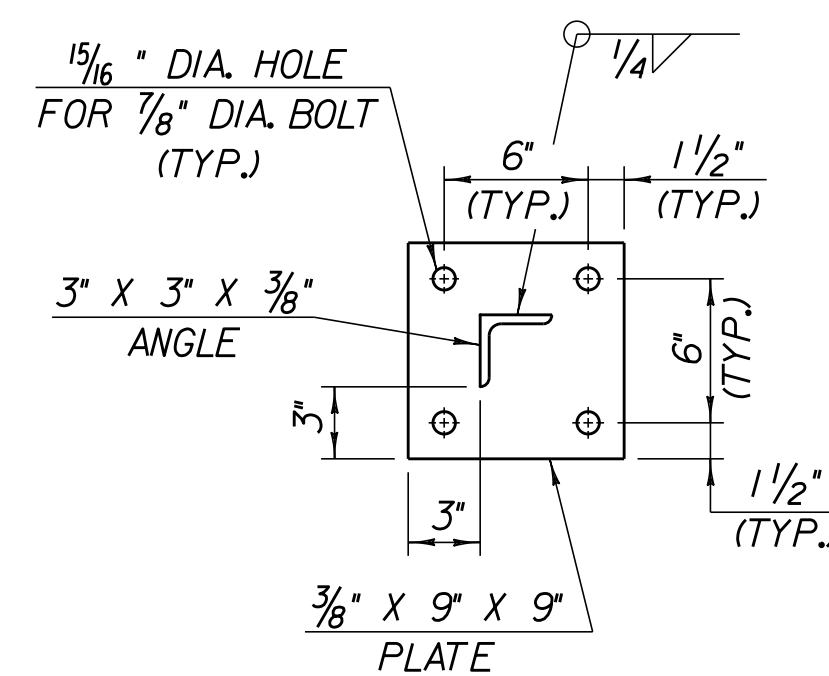 15/16 " DIA. HOLE
FOR 7/8" DIA. BOLT
(TYP.)
1/4
6"
(TYP.)
1 1/2"
(TYP.)
3" X 3" X 3/8"
ANGLE
6"
(TYP.)
3"
3"
1 1/2"
(TYP.)
3/8" X 9" X 9"
PLATE